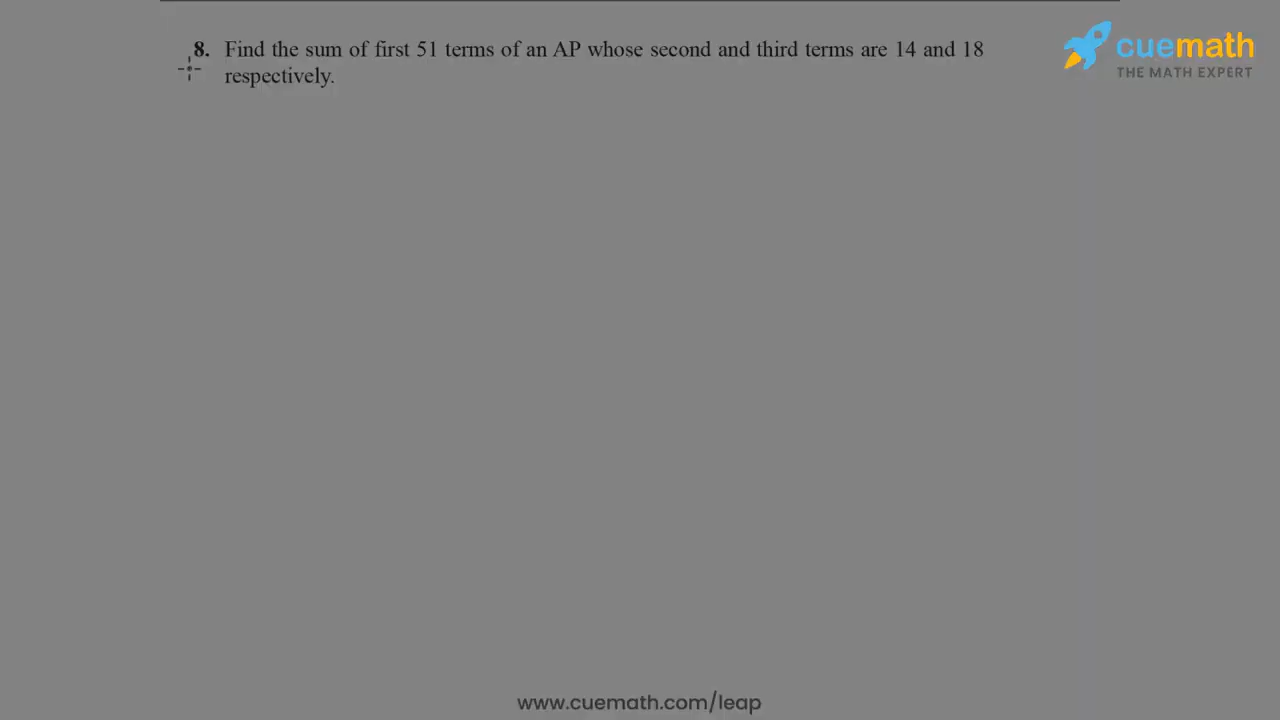 8. Find the sum of first 51 terms of an AP whose second and third terms are 14 and 18
respectively.
cuemath
THE MATH EXPERT
www.cuemath.com/leap